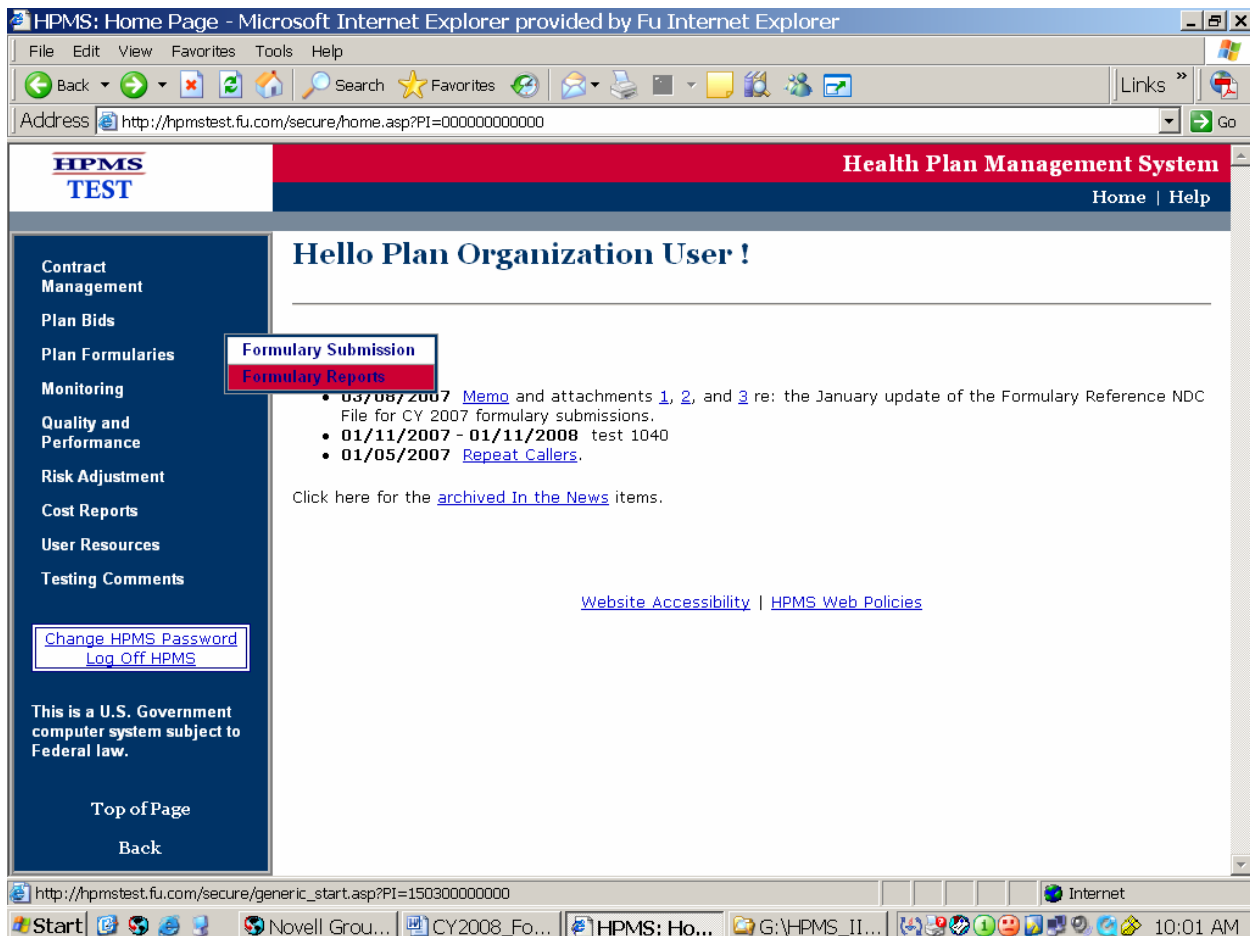 HPMS: Home Page - Microsoft Internet Explorer provided by Fu Internet Explorer
File Edit View Favorites Tools Help
Back Search Favorites Links »
Address http://hpmstest.fu.com/secure/home.asp?PI=000000000000 Go
HPMS
TEST
Health Plan Management System
Home | Help
Contract
Management
Plan Bids
Plan Formularies
Monitoring
Quality and
Performance
Risk Adjustment
Cost Reports
User Resources
Testing Comments
Change HPMS Password
Log Off HPMS
This is a U.S. Government
computer system subject to
Federal law.
Top of Page
Back
Formulary Submission
Formulary Reports
Hello Plan Organization User !
• 03/08/2007 Memo and attachments 1, 2, and 3 re: the January update of the Formulary Reference NDC
File for CY 2007 formulary submissions.
• 01/11/2007 - 01/11/2008 test 1040
• 01/05/2007 Repeat Callers.
Click here for the archived In the News items.
Website Accessibility | HPMS Web Policies
http://hpmstest.fu.com/secure/generic_start.asp?PI=150300000000 Internet
Start Novell Grou... CY2008_Fo... HPMS: Ho... G:\HPMS_II... 10:01 AM